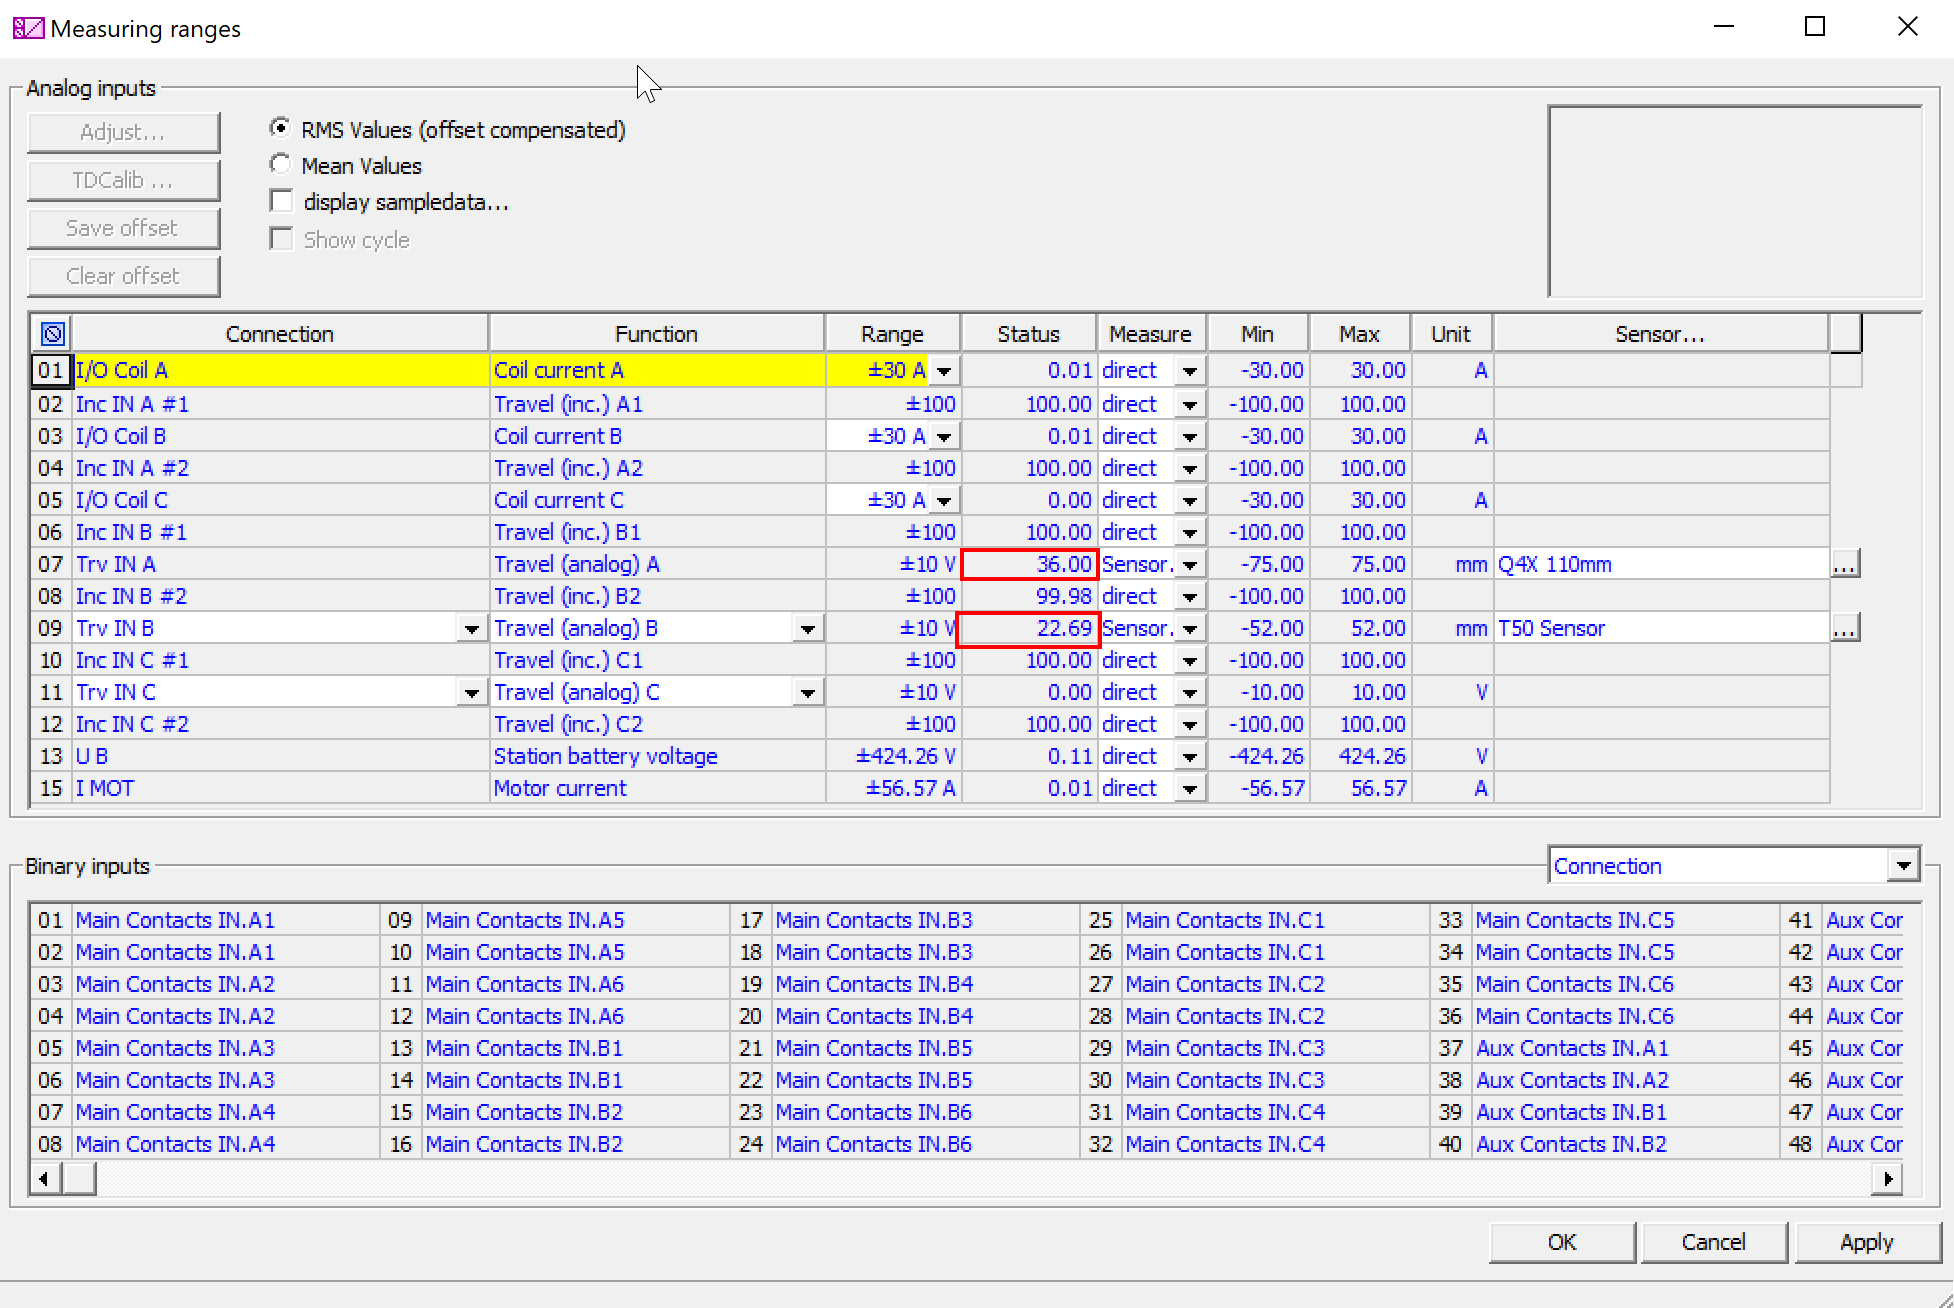 Measuring ranges
Analog inputs
Adjust...
TDCalib ...
Save offset
Clear offset
RMS Values (offset compensated)
Mean Values
display sampledata...
Show cycle
Connection Function Range Status Measure Min Max Unit Sensor...
01 I/O Coil A Coil current A ±30 A 0.01 direct -30.00 30.00 A
02 Inc IN A #1 Travel (inc.) A1 ±100 100.00 direct -100.00 100.00
03 I/O Coil B Coil current B ±30 A 0.01 direct -30.00 30.00 A
04 Inc IN A #2 Travel (inc.) A2 ±100 100.00 direct -100.00 100.00
05 I/O Coil C Coil current C ±30 A 0.00 direct -30.00 30.00 A
06 Inc IN B #1 Travel (inc.) B1 ±100 100.00 direct -100.00 100.00
07 Trv IN A Travel (analog) A ±10 V 36.00 Sensor. -75.00 75.00 mm Q4X 110mm ...
08 Inc IN B #2 Travel (inc.) B2 ±100 99.98 direct -100.00 100.00
09 Trv IN B Travel (analog) B ±10 V 22.69 Sensor. -52.00 52.00 mm T50 Sensor ...
10 Inc IN C #1 Travel (inc.) C1 ±100 100.00 direct -100.00 100.00
11 Trv IN C Travel (analog) C ±10 V 0.00 direct -10.00 10.00 V
12 Inc IN C #2 Travel (inc.) C2 ±100 100.00 direct -100.00 100.00
13 U B Station battery voltage ±424.26 V 0.11 direct -424.26 424.26 V
15 I MOT Motor current ±56.57 A 0.01 direct -56.57 56.57 A
Binary inputs
Connection
01 Main Contacts IN.A1 09 Main Contacts IN.A5 17 Main Contacts IN.B3 25 Main Contacts IN.C1 33 Main Contacts IN.C5 41 Aux Cor
02 Main Contacts IN.A1 10 Main Contacts IN.A5 18 Main Contacts IN.B3 26 Main Contacts IN.C1 34 Main Contacts IN.C5 42 Aux Cor
03 Main Contacts IN.A2 11 Main Contacts IN.A6 19 Main Contacts IN.B4 27 Main Contacts IN.C2 35 Main Contacts IN.C6 43 Aux Cor
04 Main Contacts IN.A2 12 Main Contacts IN.A6 20 Main Contacts IN.B4 28 Main Contacts IN.C2 36 Main Contacts IN.C6 44 Aux Cor
05 Main Contacts IN.A3 13 Main Contacts IN.B1 21 Main Contacts IN.B5 29 Main Contacts IN.C3 37 Aux Contacts IN.A1 45 Aux Cor
06 Main Contacts IN.A3 14 Main Contacts IN.B1 22 Main Contacts IN.B5 30 Main Contacts IN.C3 38 Aux Contacts IN.A2 46 Aux Cor
07 Main Contacts IN.A4 15 Main Contacts IN.B2 23 Main Contacts IN.B6 31 Main Contacts IN.C4 39 Aux Contacts IN.B1 47 Aux Cor
08 Main Contacts IN.A4 16 Main Contacts IN.B2 24 Main Contacts IN.B6 32 Main Contacts IN.C4 40 Aux Contacts IN.B2 48 Aux Cor
OK Cancel Apply